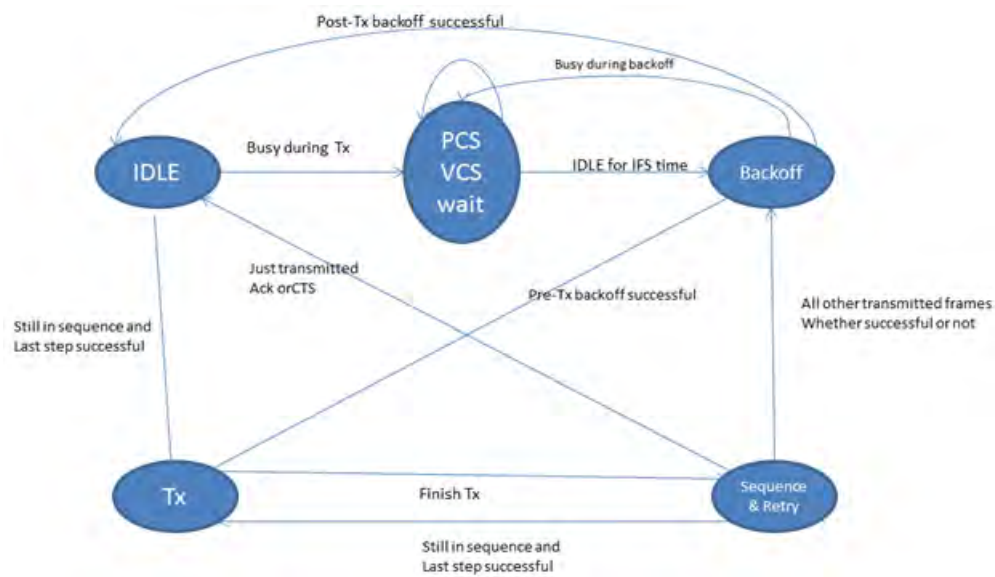 Post-Tx backoff successful
Busy during backoff
IDLE
Busy during Tx
PCS
VCS
wait
IDLE for IFS time
Backoff
Just transmitted
Ack orCTS
Pre-Tx backoff successful
All other transmitted frames
Whether successful or not
Still in sequence and
Last step successful
Tx
Finish Tx
Sequence
& Retry
Still in sequence and
Last step successful